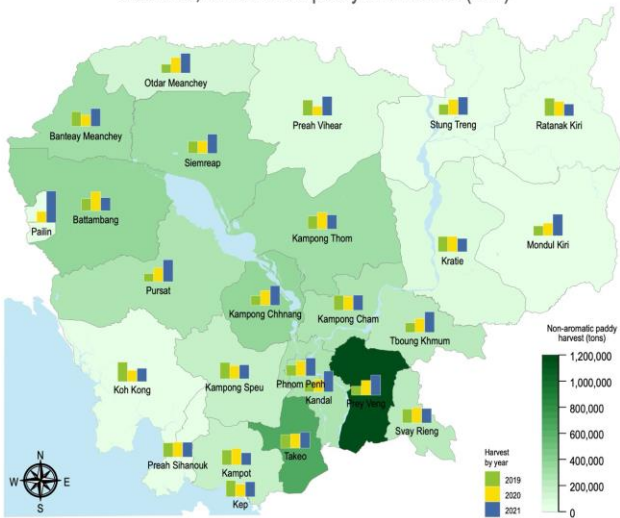 Otdar Meanchey
Banteay Meanchey
Siemreap
Preah Vihear
Stung Treng
Ratanak Kiri
Battambang
Pailin
Kampong Thom
Kratie
Mondul Kiri
Pursat
Kampong Chhnang
Kampong Cham
Tboung Khmum
Koh Kong
Kampong Speu
Phnom Penh
Kandal
Prey Veng
Svay Rieng
Preah Sihanouk
Kampot
Takeo
Kep
N
W
E
S
Non-aromatic paddy
harvest (tons)
1,200,000
1,000,000
800,000
600,000
400,000
200,000
0
Harvest
by year
2019
2020
2021